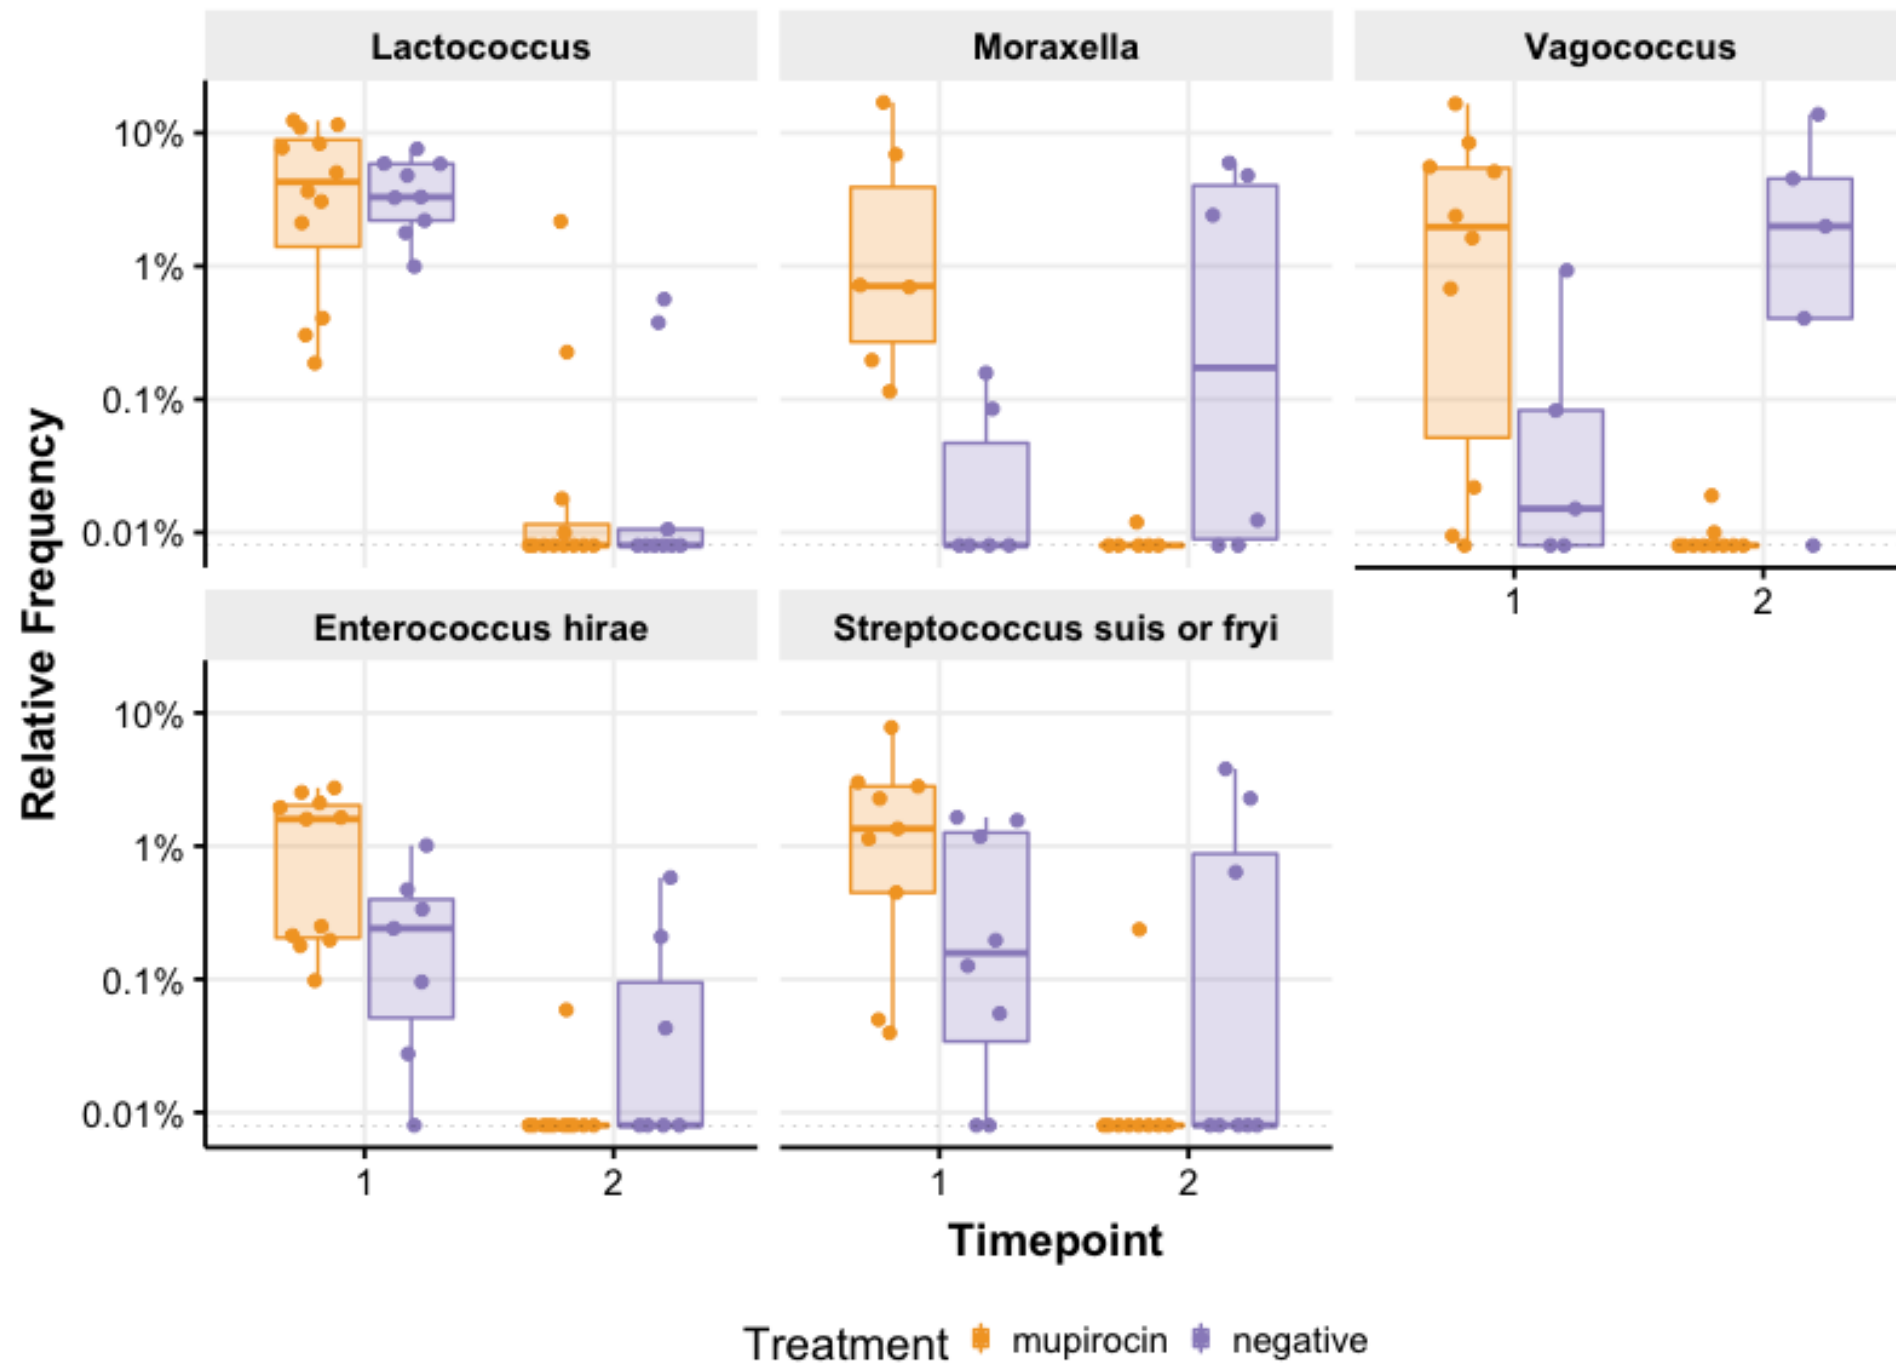 Lactococcus
Moraxella
Vagococcus
10%
1%
0.1%
0.01%
1
2
Enterococcus hirae
Streptococcus suis or fryi
10%
1%
0.1%
0.01%
1
2
1
2
Relative Frequency
Timepoint
Treatment mupirocin negative